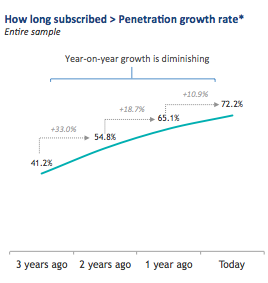 How long subscribed > Penetration growth rate*
Entire sample
Year-on-year growth is diminishing
+10.9%
72.2%
+18.7%
65.1%
+33.0%
54.8%
41.2%
3 years ago 2 years ago 1 year ago Today